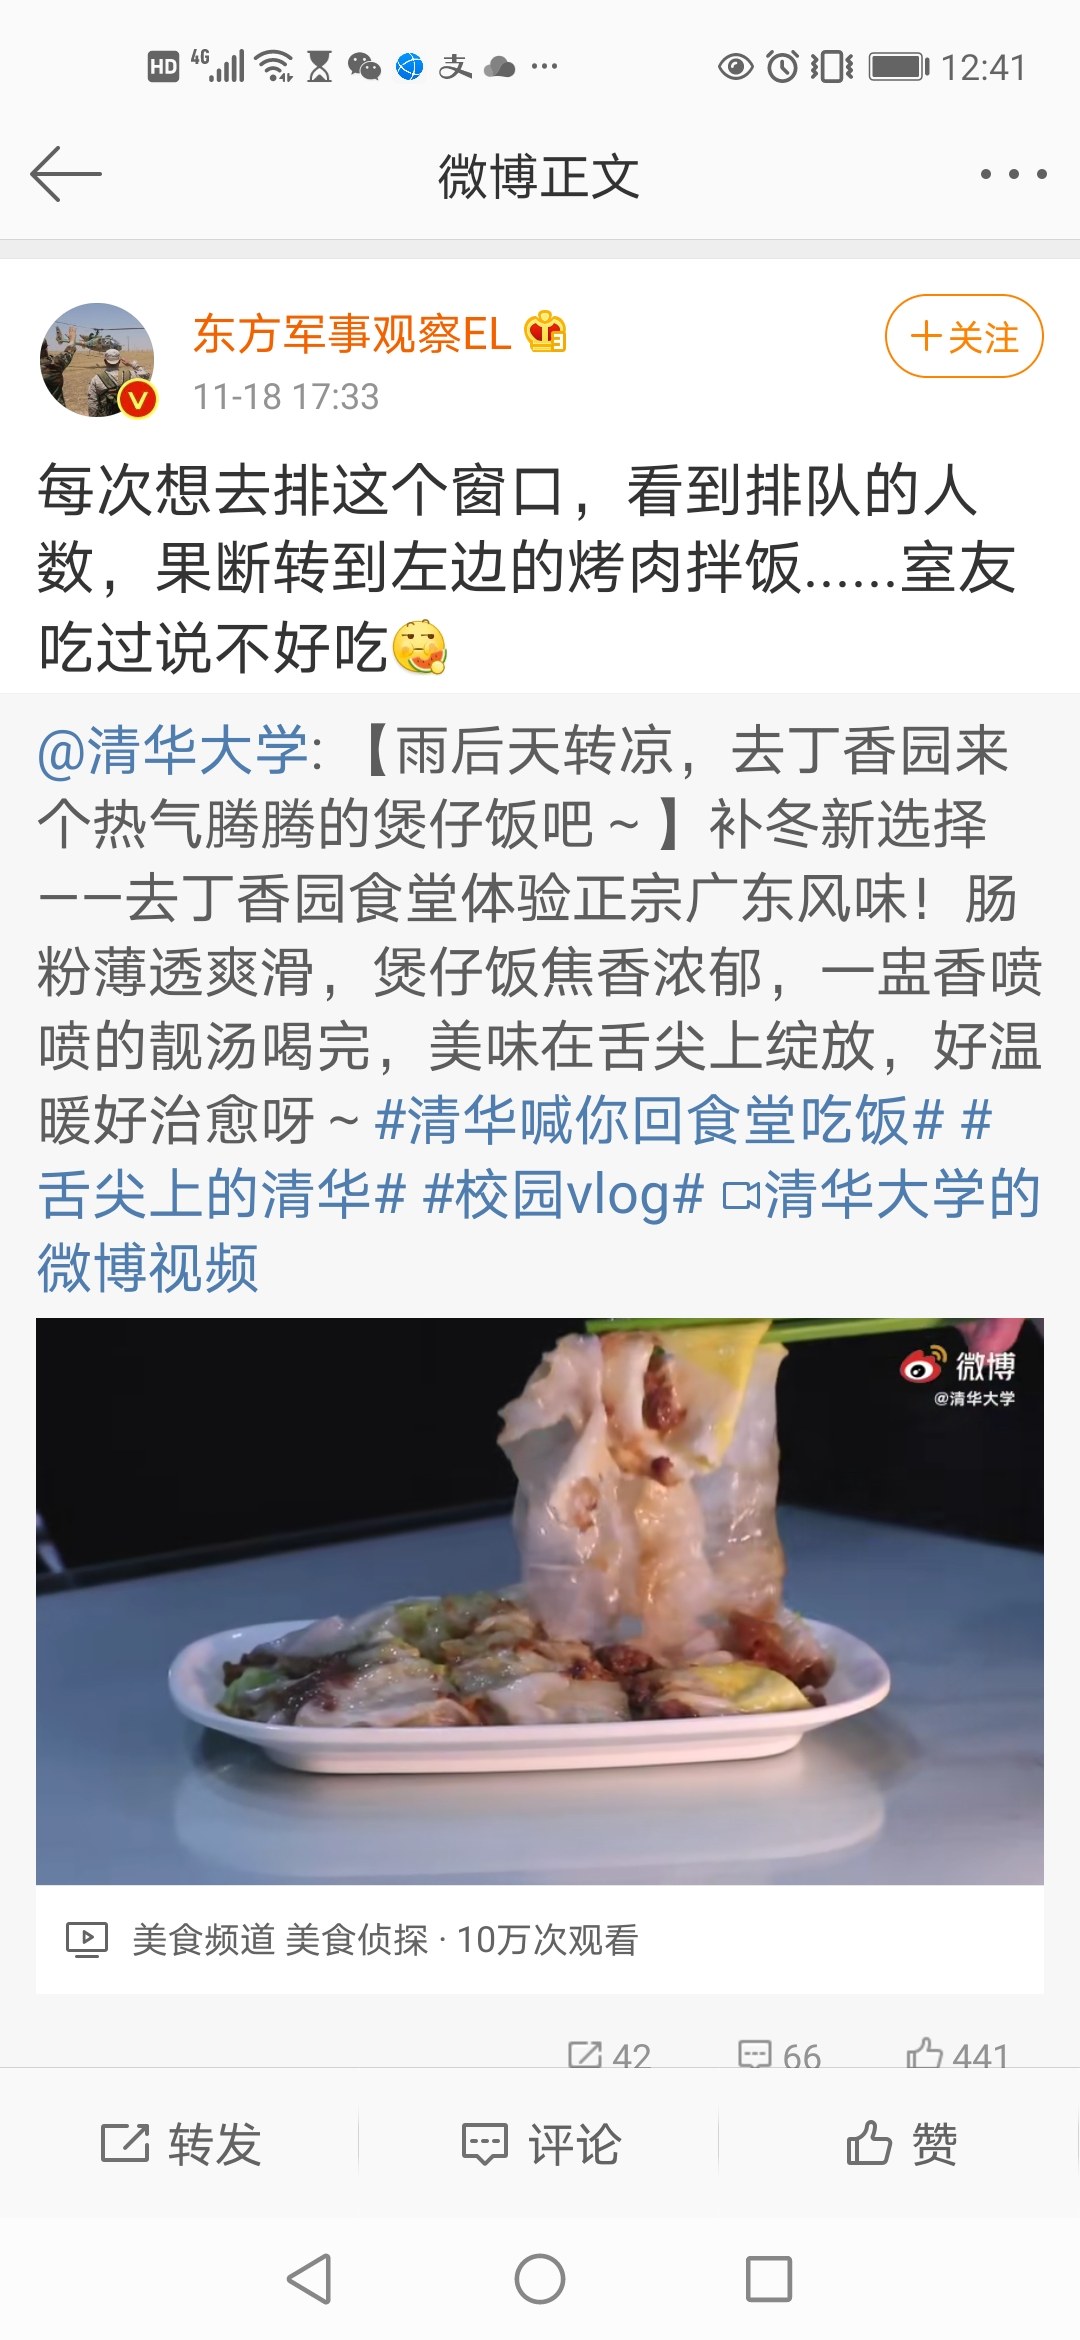 HD 4G 支 ... 12:41
微博正文
东方军事观察EL
+关注
11-18 17:33
每次想去排这个窗口，看到排队的人
数，果断转到左边的烤肉拌饭......室友
吃过说不好吃
@清华大学:【雨后天转凉，去丁香园来
个热气腾腾的煲仔饭吧～】补冬新选择
——去丁香园食堂体验正宗广东风味！肠
粉薄透爽滑，煲仔饭焦香浓郁，一盅香喷
喷的靓汤喝完，美味在舌尖上绽放，好温
暖好治愈呀～#清华喊你回食堂吃饭# #
舌尖上的清华# #校园vlog# 清华大学的
微博视频
微博
@清华大学
美食频道 美食侦探 · 10万次观看
42 66 441
转发 评论 赞